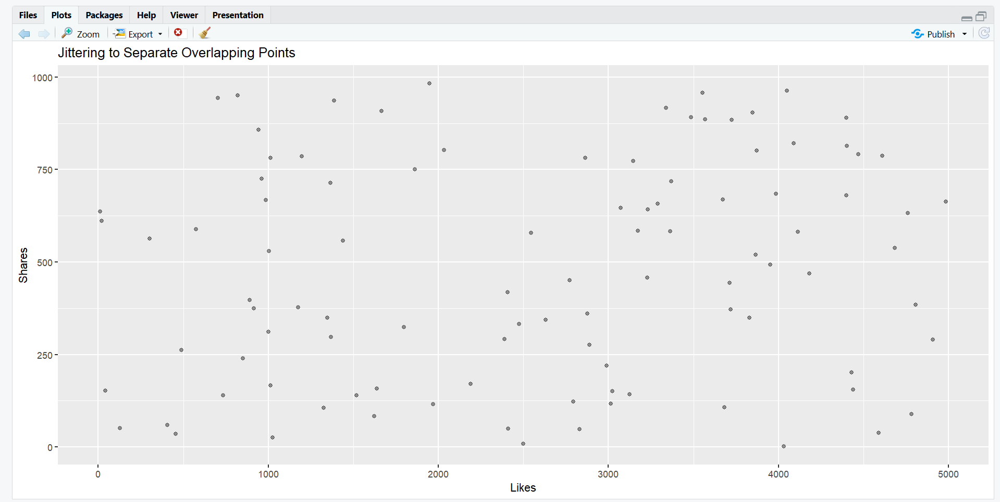 Files Plots Packages Help Viewer Presentation
Zoom Export Publish
Jittering to Separate Overlapping Points
1000
750
500
250
0
Shares
0 1000 2000 3000 4000 5000
Likes